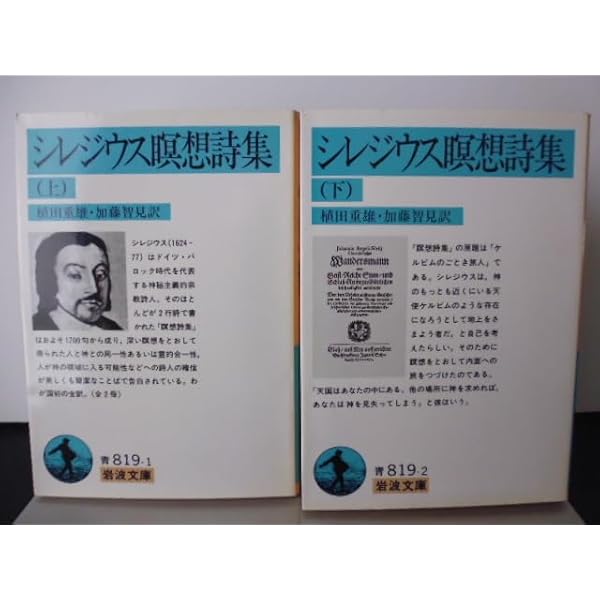 シレジウス瞑想詩集
(上)
植田重雄・加藤智見訳
シレジウス(1624-
77)はドイツ・バ
ロック時代を代表
する神秘主義的宗
教詩人。そのほと
んどが2行詩で書
かれた「瞑想詩集」
はおよそ1700句から成り、深い瞑想をとおして
得られた人と神との同一性あるいは霊的合一性、
人が神の領域に入る可能性などへの詩人の確信
が美しくも簡潔なことばで告白されている。わ
が国初の全訳。(全2冊)
青819-1
岩波文庫
シレジウス瞑想詩集
(下)
植田重雄・加藤智見訳
Johannis Angeli Silesij
Cherubinischer
Wandersmann
oder
Geist-Reiche Sinn-und
「瞑想詩集」の原題は「ケ
ルビムのごとき旅人」で
ある。シレジウスは、神
のもっとも近くにいる天
使ケルビムのような存在
になろうとして地上をさ
まよう者だ、と自己を考
えたらしい。そのために
瞑想をとおして内面への
旅をつづけたのである。
「天国はあなたの中にある。他の場所に神を求めれば、
あなたは神を見失ってしまう」と彼はいう。
青819-2
岩波文庫